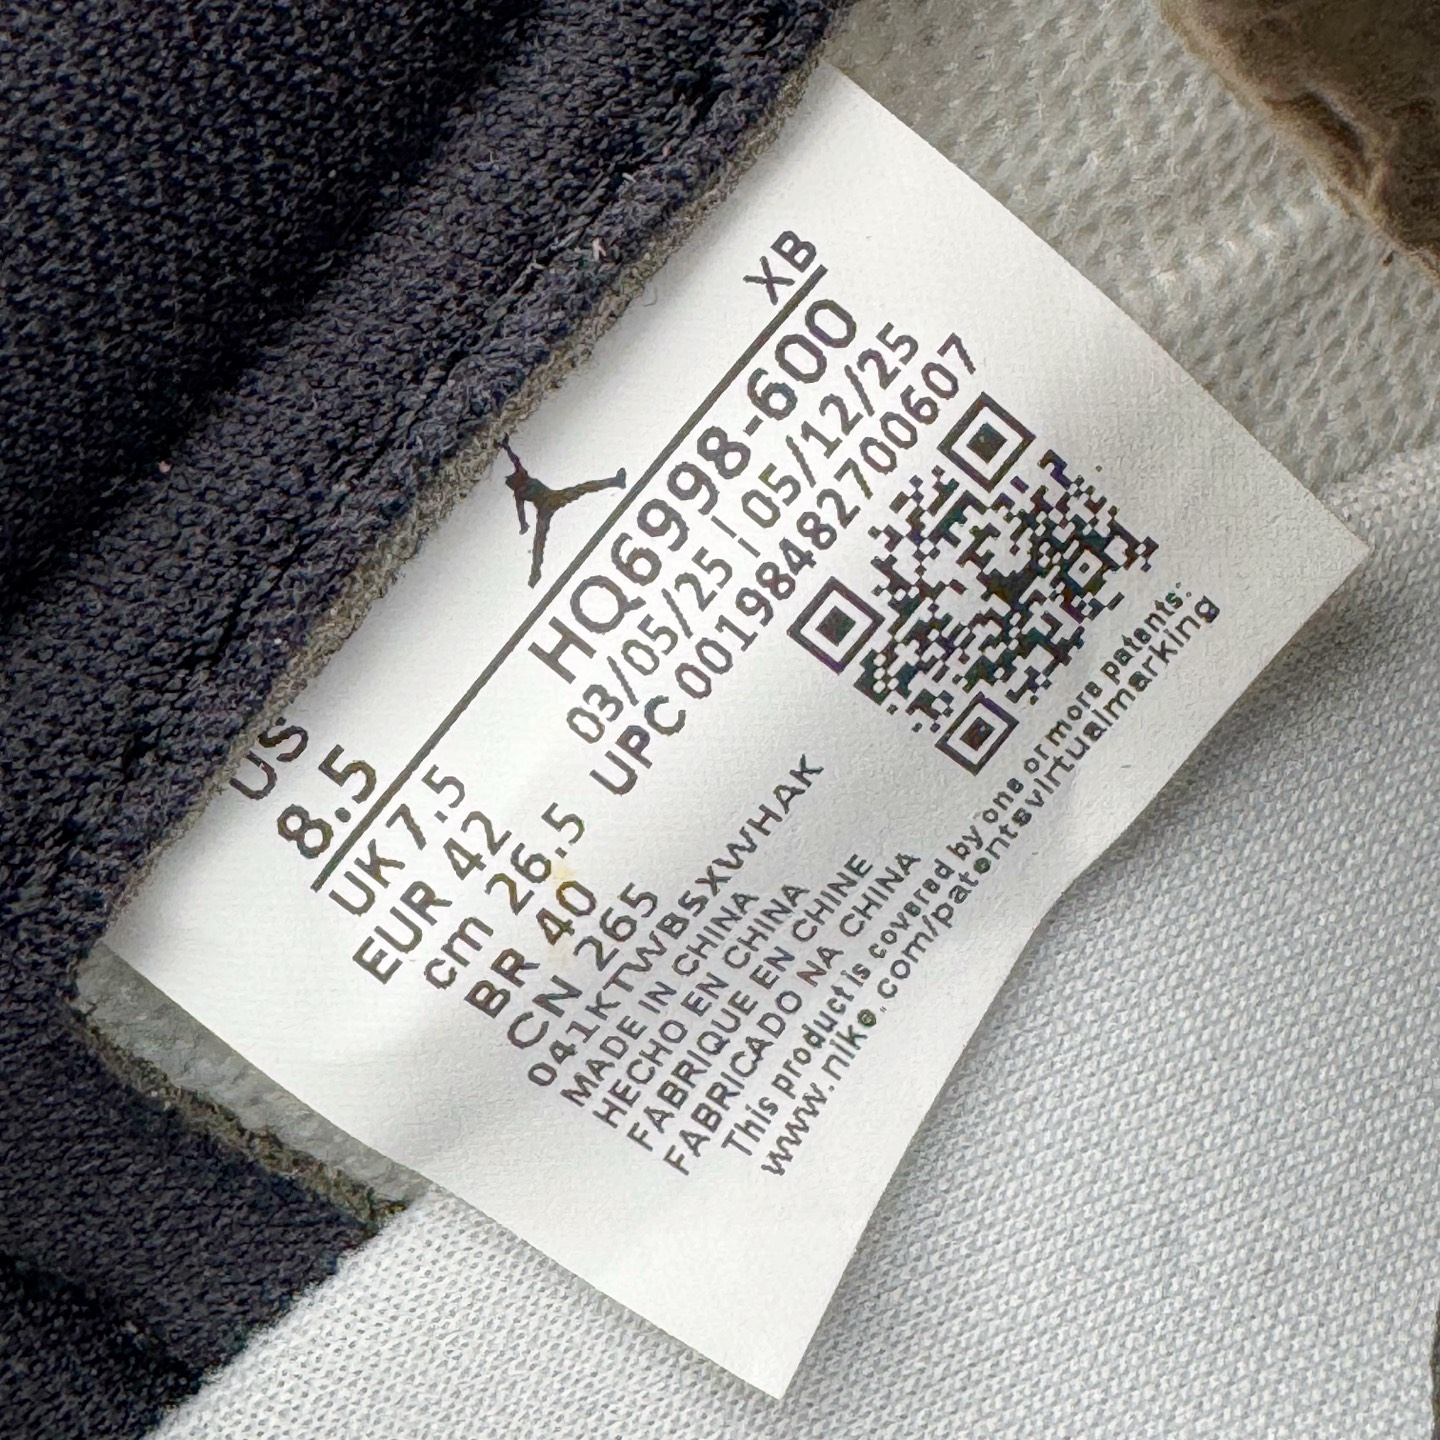 XB
US
8.5
UK 7.5
EUR 42
cm 26.5
BR 40
CN 265
HQ6998-600
03/05/25 | 05/12/25
UPC 00198482700607
041KTWBSXWHAK
MADE IN CHINA
HECHO EN CHINA
FABRIQUE EN CHINE
FABRICADO NA CHINA
This product is covered by one or more patents:
www.nike.com/patentsvirtualmarking